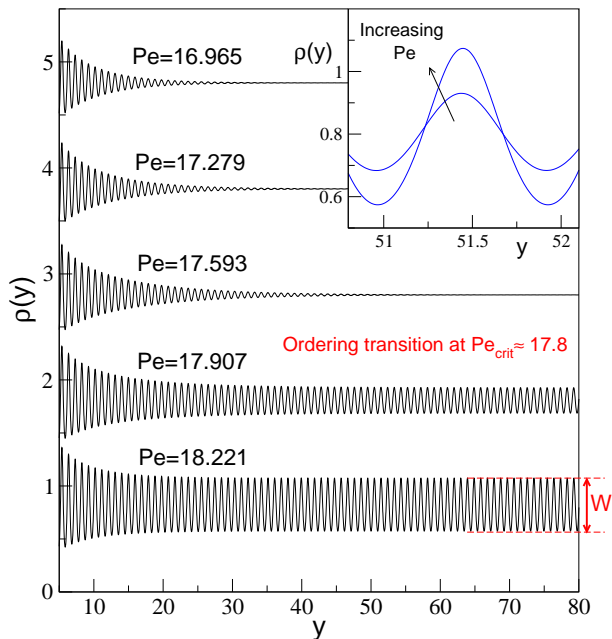 5
4
3
2
1
0
ρ(y)
Pe=16.965
Pe=17.279
Pe=17.593
Ordering transition at Pe_crit≈ 17.8
Pe=17.907
Pe=18.221
W
10 20 30 40 50 60 70 80
y
Increasing
Pe
ρ(y)
1
0.8
0.6
51 51.5 52
y